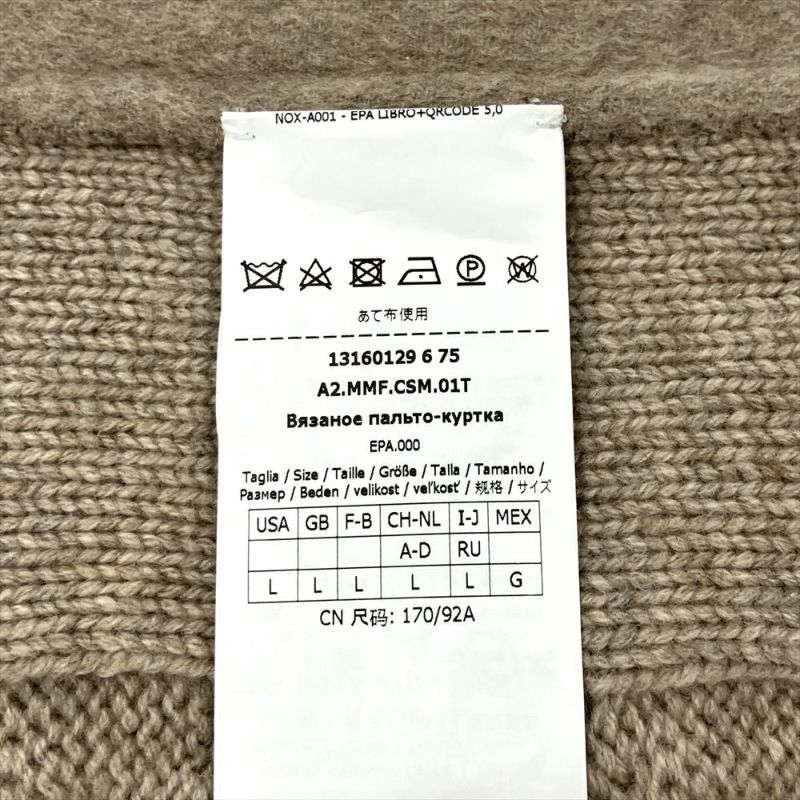 NOX-A001 - EPA LIBRO+QRCODE 5,0
P
W
あて布使用
13160129 6 75
A2.MMF.CSM.01T
Вязаное пальто-куртка
EPA.000
Taglia / Size / Taille / Größe / Talla / Tamanho /
Размер / Beden / velikost / veľkosť / 规格 / サイズ
USA GB F-B CH-NL I-J MEX
A-D RU
L L L L L G
CN 尺码: 170/92A